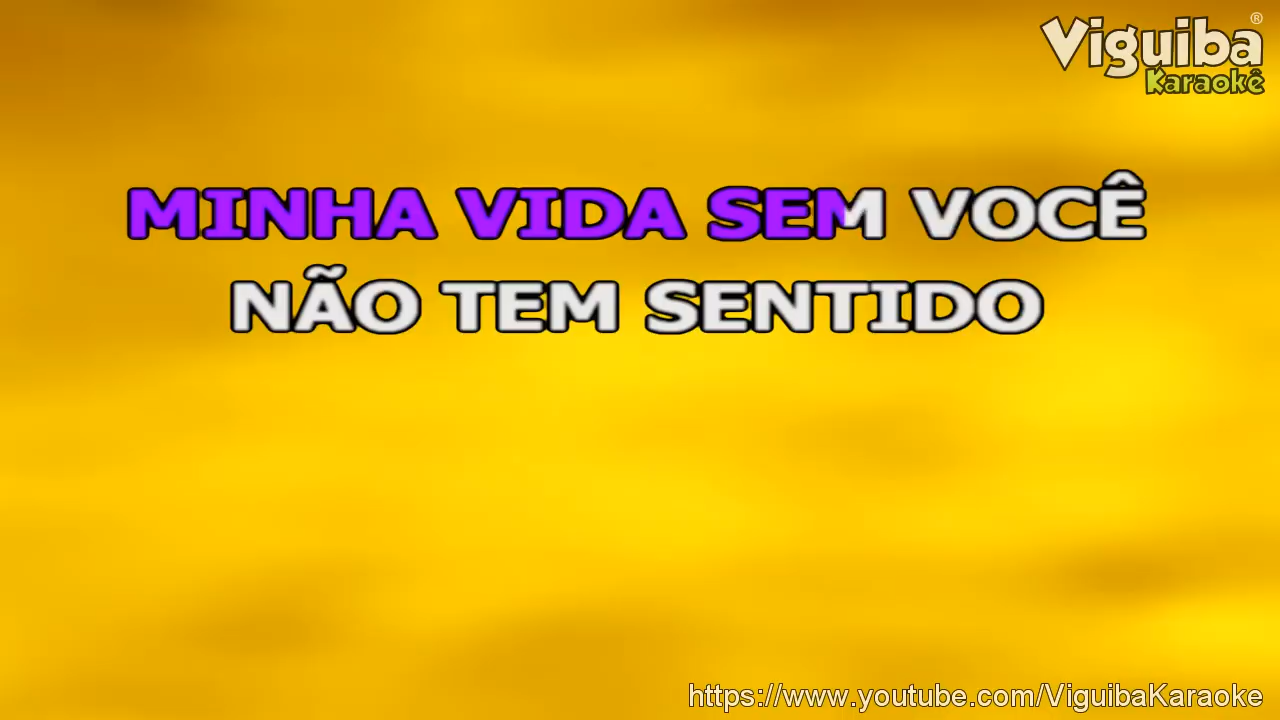 Viguiba®
Karaokê
MINHA VIDA SEM VOCÊ
NÃO TEM SENTIDO
https://www.youtube.com/ViguibaKaraoke